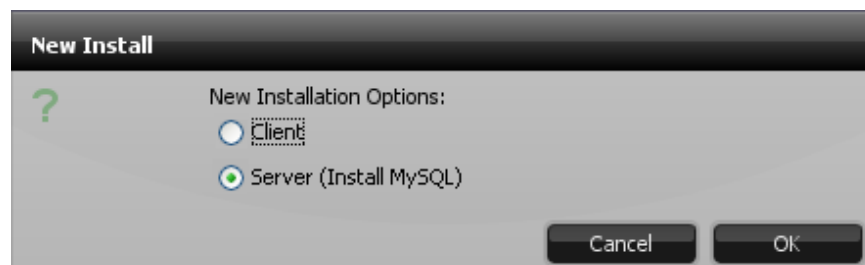 New Install
?
New Installation Options:
Client
Server (Install MySQL)
Cancel OK